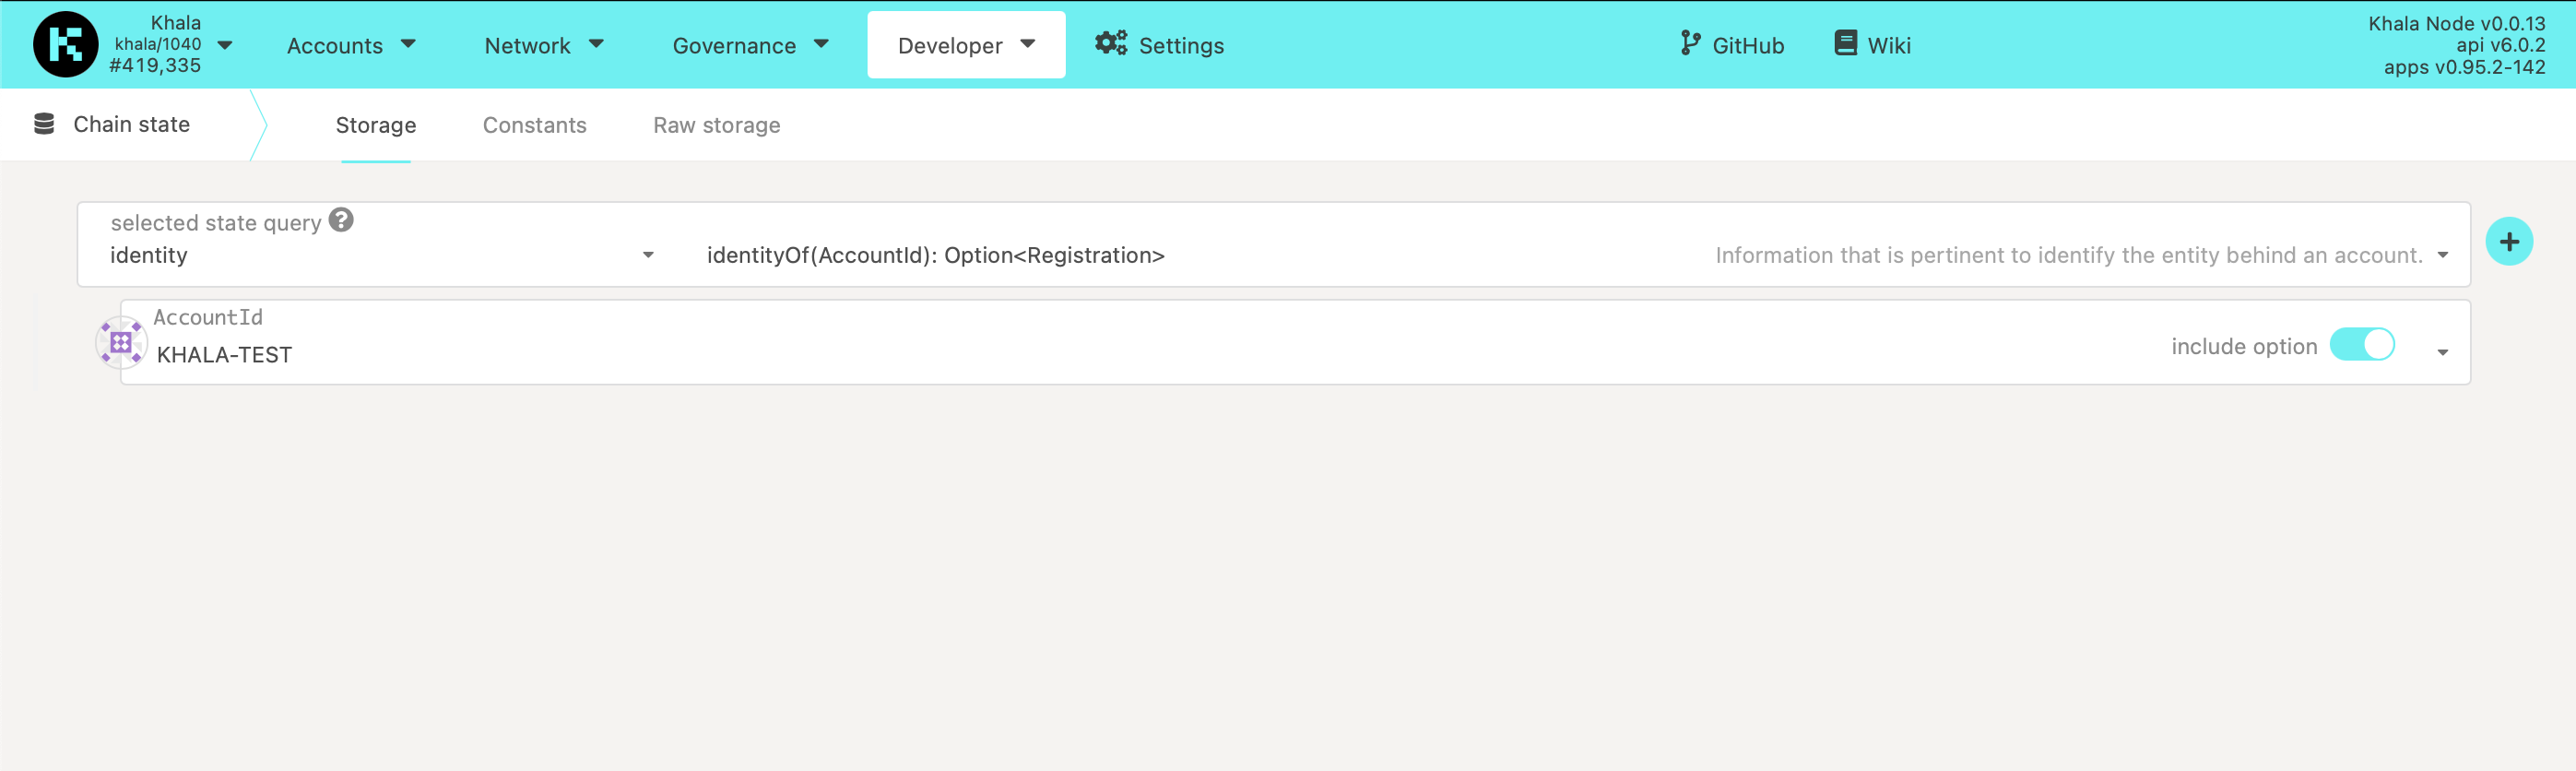 Khala
khala/1040
#419,335
Accounts
Network
Governance
Developer
Settings
GitHub
Wiki
Khala Node v0.0.13
api v6.0.2
apps v0.95.2-142
Chain state
Storage
Constants
Raw storage
selected state query
identity
identityOf(AccountId): Option<Registration>
Information that is pertinent to identify the entity behind an account.
AccountId
KHALA-TEST
include option